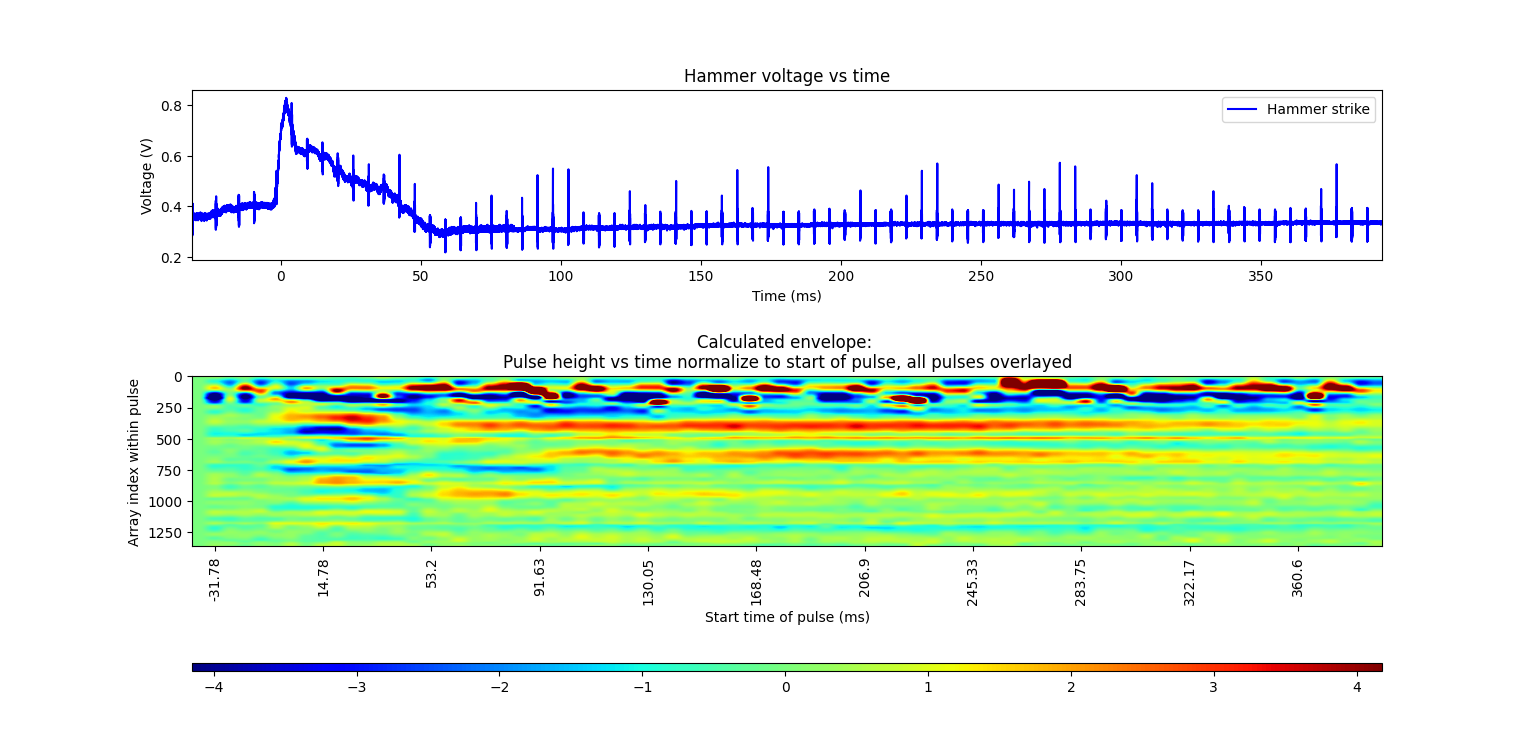 Hammer voltage vs time
Voltage (V)
0.8
0.6
0.4
0.2
Hammer strike
0 50 100 150 200 250 300 350
Time (ms)
Calculated envelope:
Pulse height vs time normalize to start of pulse, all pulses overlayed
Array index within pulse
0
250
500
750
1000
1250
-31.78 14.78 53.2 91.63 130.05 168.48 206.9 245.33 283.75 322.17 360.6
Start time of pulse (ms)
−4 −3 −2 −1 0 1 2 3 4